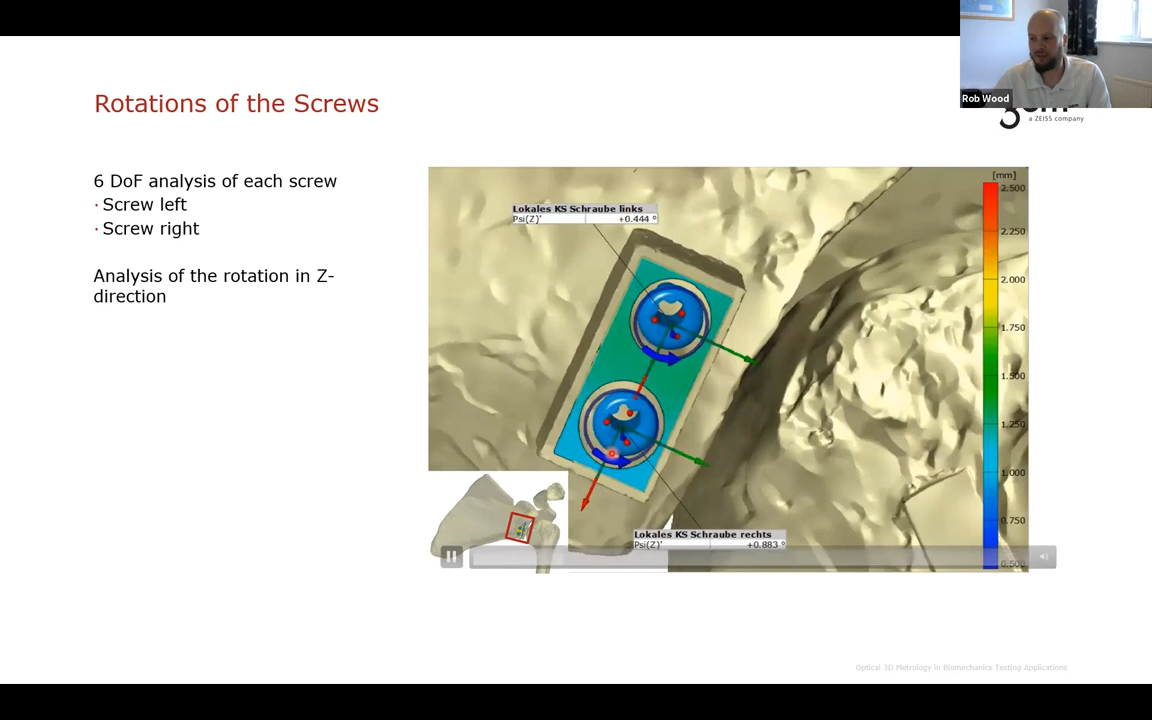 Rotations of the Screws
Rob Wood
a ZEISS company
6 DoF analysis of each screw
· Screw left
· Screw right
Analysis of the rotation in Z-
direction
Lokales KS Schraube links
Psi(Z)' +0.444 °
[mm]
2.500
2.250
2.000
1.750
1.500
1.250
1.000
0.750
0.500
Lokales KS Schraube rechts
Psi(Z)' +0.883 °
Optical 3D Metrology in Biomechanics Testing Applications